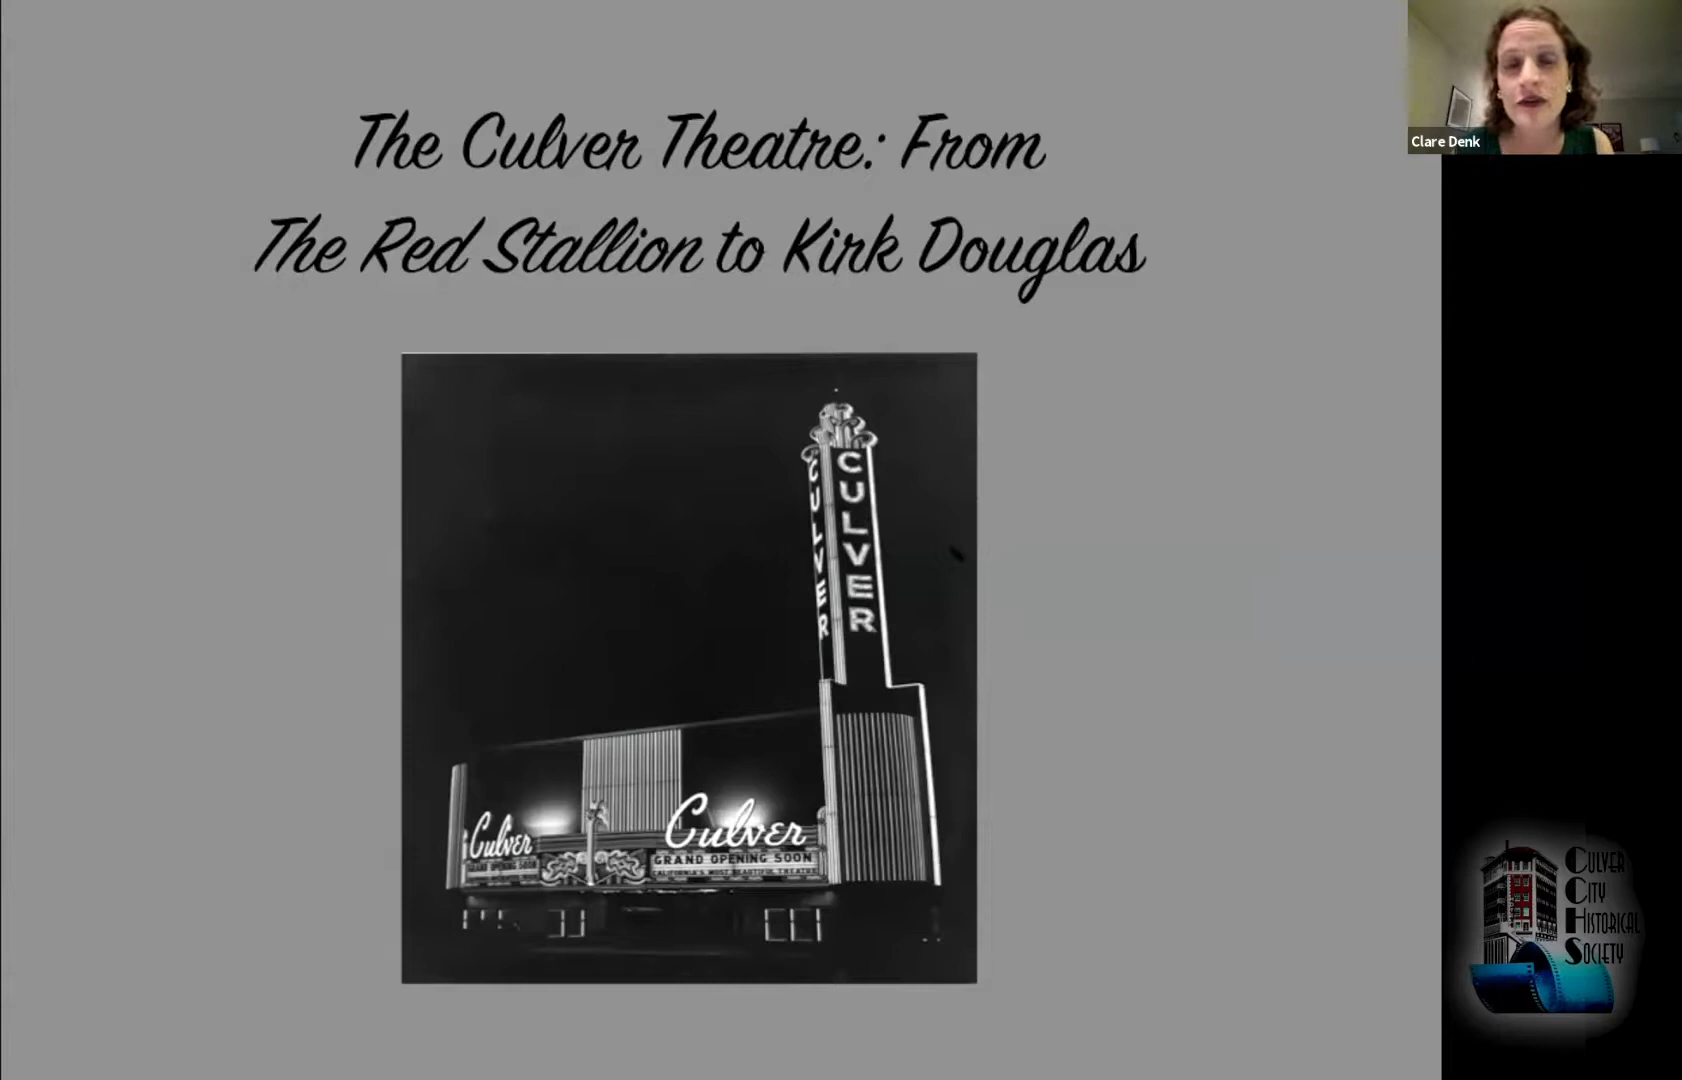 The Culver Theatre: From
The Red Stallion to Kirk Douglas
Clare Denk
CULVER
CULVER
Culver
Culver
GRAND OPENING SOON
CALIFORNIA'S MOST BEAUTIFUL THEATRE
GRAND OPENING SOON
CULVER
CITY
HISTORICAL
SOCIETY